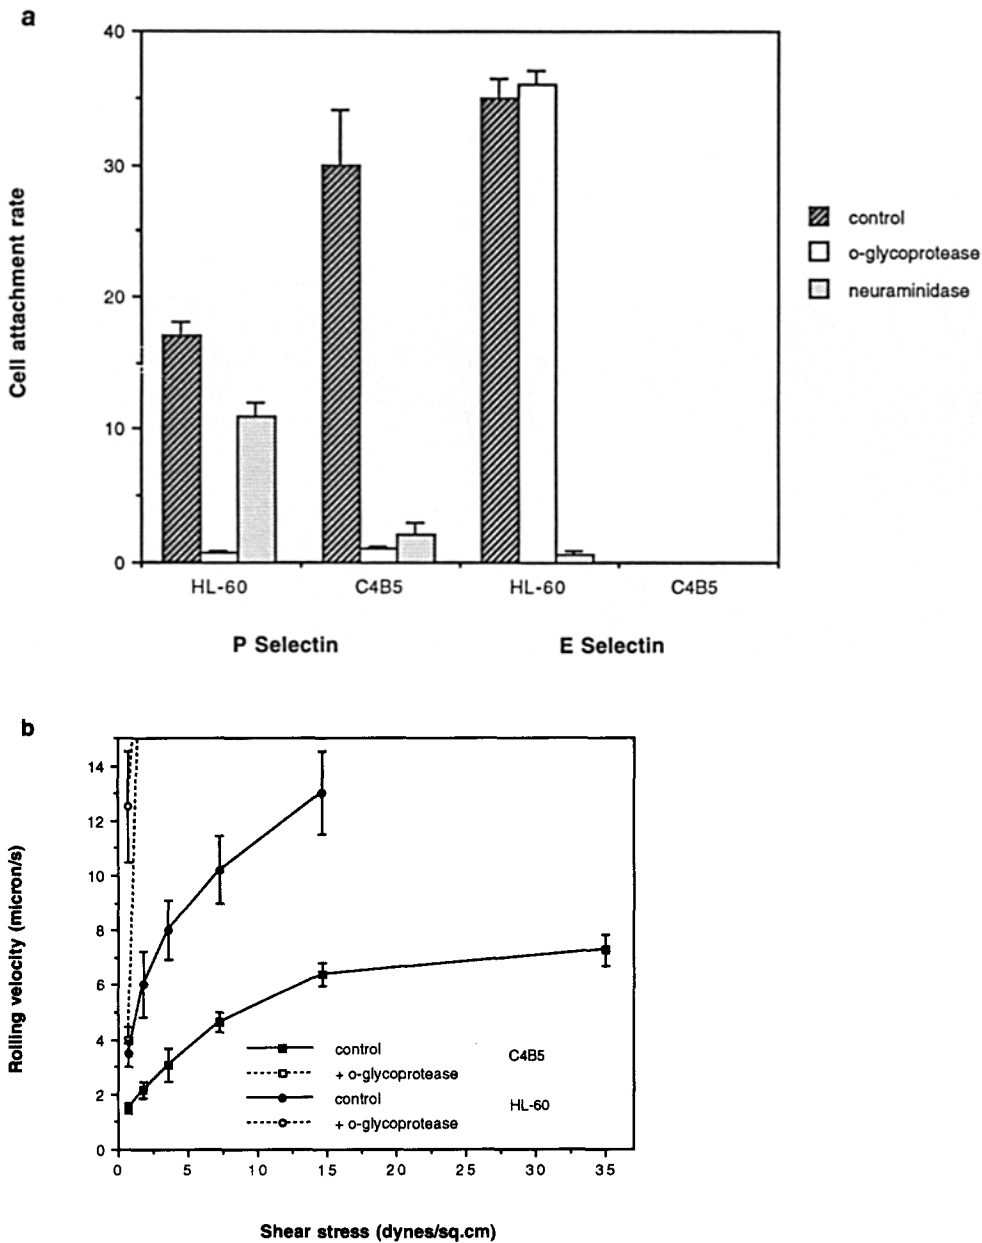 a
40
30
20
10
0
Cell attachment rate
control
o-glycoprotease
neuraminidase
HL-60 C4B5 HL-60 C4B5
P Selectin E Selectin
b
14
12
10
8
6
4
2
0
Rolling velocity (micron/s)
control
+ o-glycoprotease
C4B5
control
+ o-glycoprotease
HL-60
0 5 10 15 20 25 30 35
Shear stress (dynes/sq.cm)